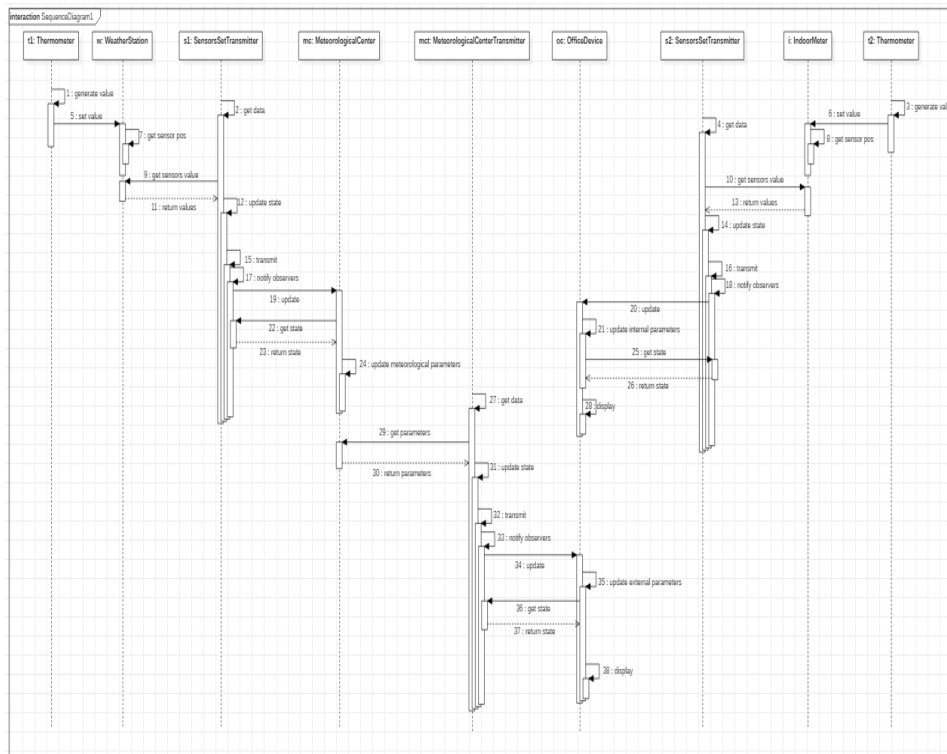 interaction SequenceDiagram1
t1: Thermometer
w: WeatherStation
s1: SensorsSetTransmitter
mc: MeteorologicalCenter
mct: MeteorologicalCenterTransmitter
oc: OfficeDevice
s2: SensorsSetTransmitter
i: IndoorMeter
t2: Thermometer
1 : generate value
2 : get data
3 : generate val
5 : set value
6 : set value
4 : get data
7 : get sensor pos
8 : get sensor pos
9 : get sensors value
10 : get sensors value
11 : return values
12 : update state
13 : return values
14 : update state
15 : transmit
16 : transmit
17 : notify observers
18 : notify observers
19 : update
20 : update
22 : get state
21 : update internal parameters
23 : return state
25 : get state
24 : update meteorological parameters
26 : return state
27 : get data
28 : display
29 : get parameters
30 : return parameters
31 : update state
32 : transmit
33 : notify observers
34 : update
35 : update external parameters
36 : get state
37 : return state
38 : display